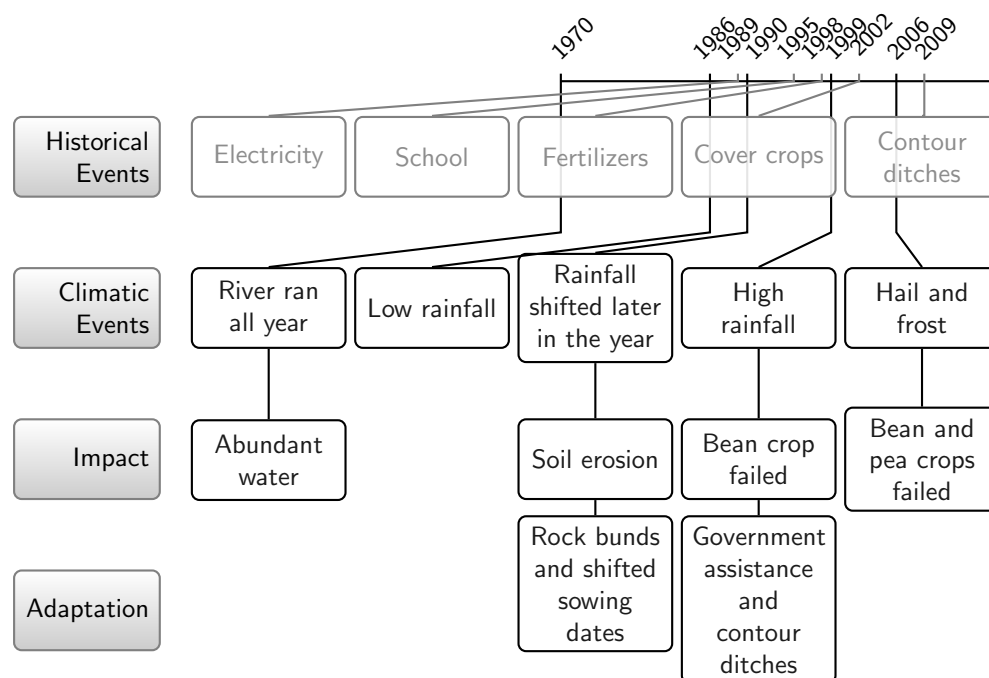 1970
1986
1989
1990
1995
1998
1999
2002
2006
2009
Historical
Events
Electricity
School
Fertilizers
Cover crops
Contour
ditches
Climatic
Events
River ran
all year
Low rainfall
Rainfall
shifted later
in the year
High
rainfall
Hail and
frost
Impact
Abundant
water
Soil erosion
Bean crop
failed
Bean and
pea crops
failed
Adaptation
Rock bunds
and shifted
sowing
dates
Government
assistance
and
contour
ditches